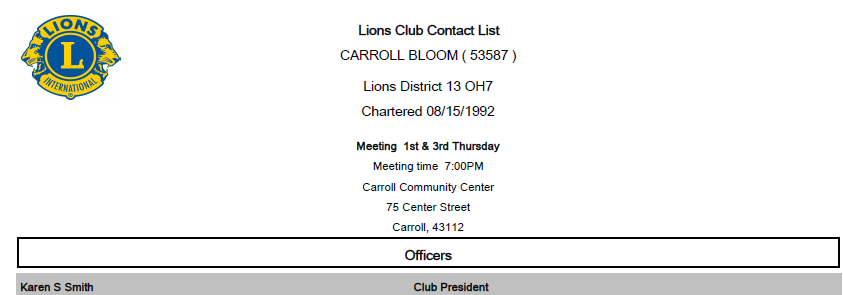 LIONS
L
INTERNATIONAL
Lions Club Contact List
CARROLL BLOOM ( 53587 )
Lions District 13 OH7
Chartered 08/15/1992
Meeting 1st & 3rd Thursday
Meeting time 7:00PM
Carroll Community Center
75 Center Street
Carroll, 43112
Officers
Karen S Smith Club President